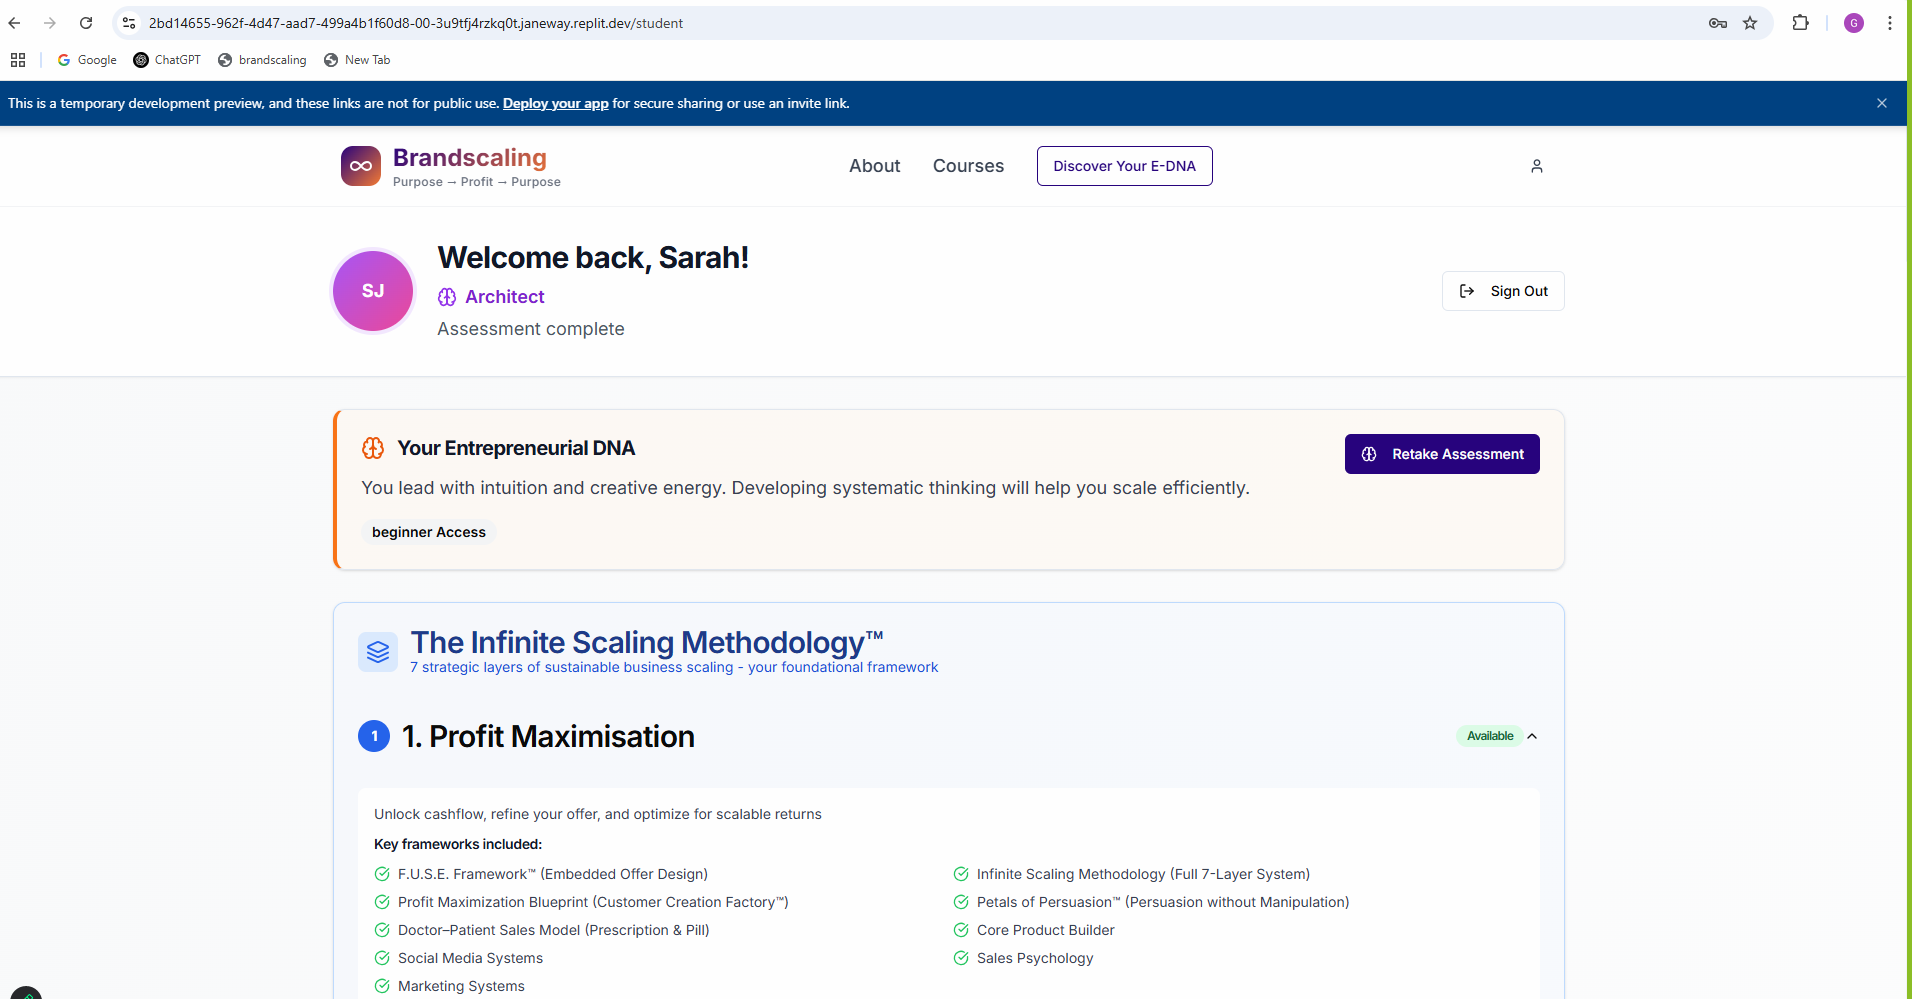 2bd14655-962f-4d47-aad7-499a4b1f60d8-00-3u9tfj4rzkq0t.janeway.replit.dev/student
G
Google
ChatGPT
brandscaling
New Tab
This is a temporary development preview, and these links are not for public use. Deploy your app for secure sharing or use an invite link.
Brandscaling
Purpose → Profit → Purpose
About
Courses
Discover Your E-DNA
SJ
Welcome back, Sarah!
Architect
Assessment complete
Sign Out
Your Entrepreneurial DNA
Retake Assessment
You lead with intuition and creative energy. Developing systematic thinking will help you scale efficiently.
beginner Access
The Infinite Scaling Methodology™
7 strategic layers of sustainable business scaling - your foundational framework
1
1. Profit Maximisation
Available
Unlock cashflow, refine your offer, and optimize for scalable returns
Key frameworks included:
F.U.S.E. Framework™ (Embedded Offer Design)
Infinite Scaling Methodology (Full 7-Layer System)
Profit Maximization Blueprint (Customer Creation Factory™)
Petals of Persuasion™ (Persuasion without Manipulation)
Doctor–Patient Sales Model (Prescription & Pill)
Core Product Builder
Social Media Systems
Sales Psychology
Marketing Systems